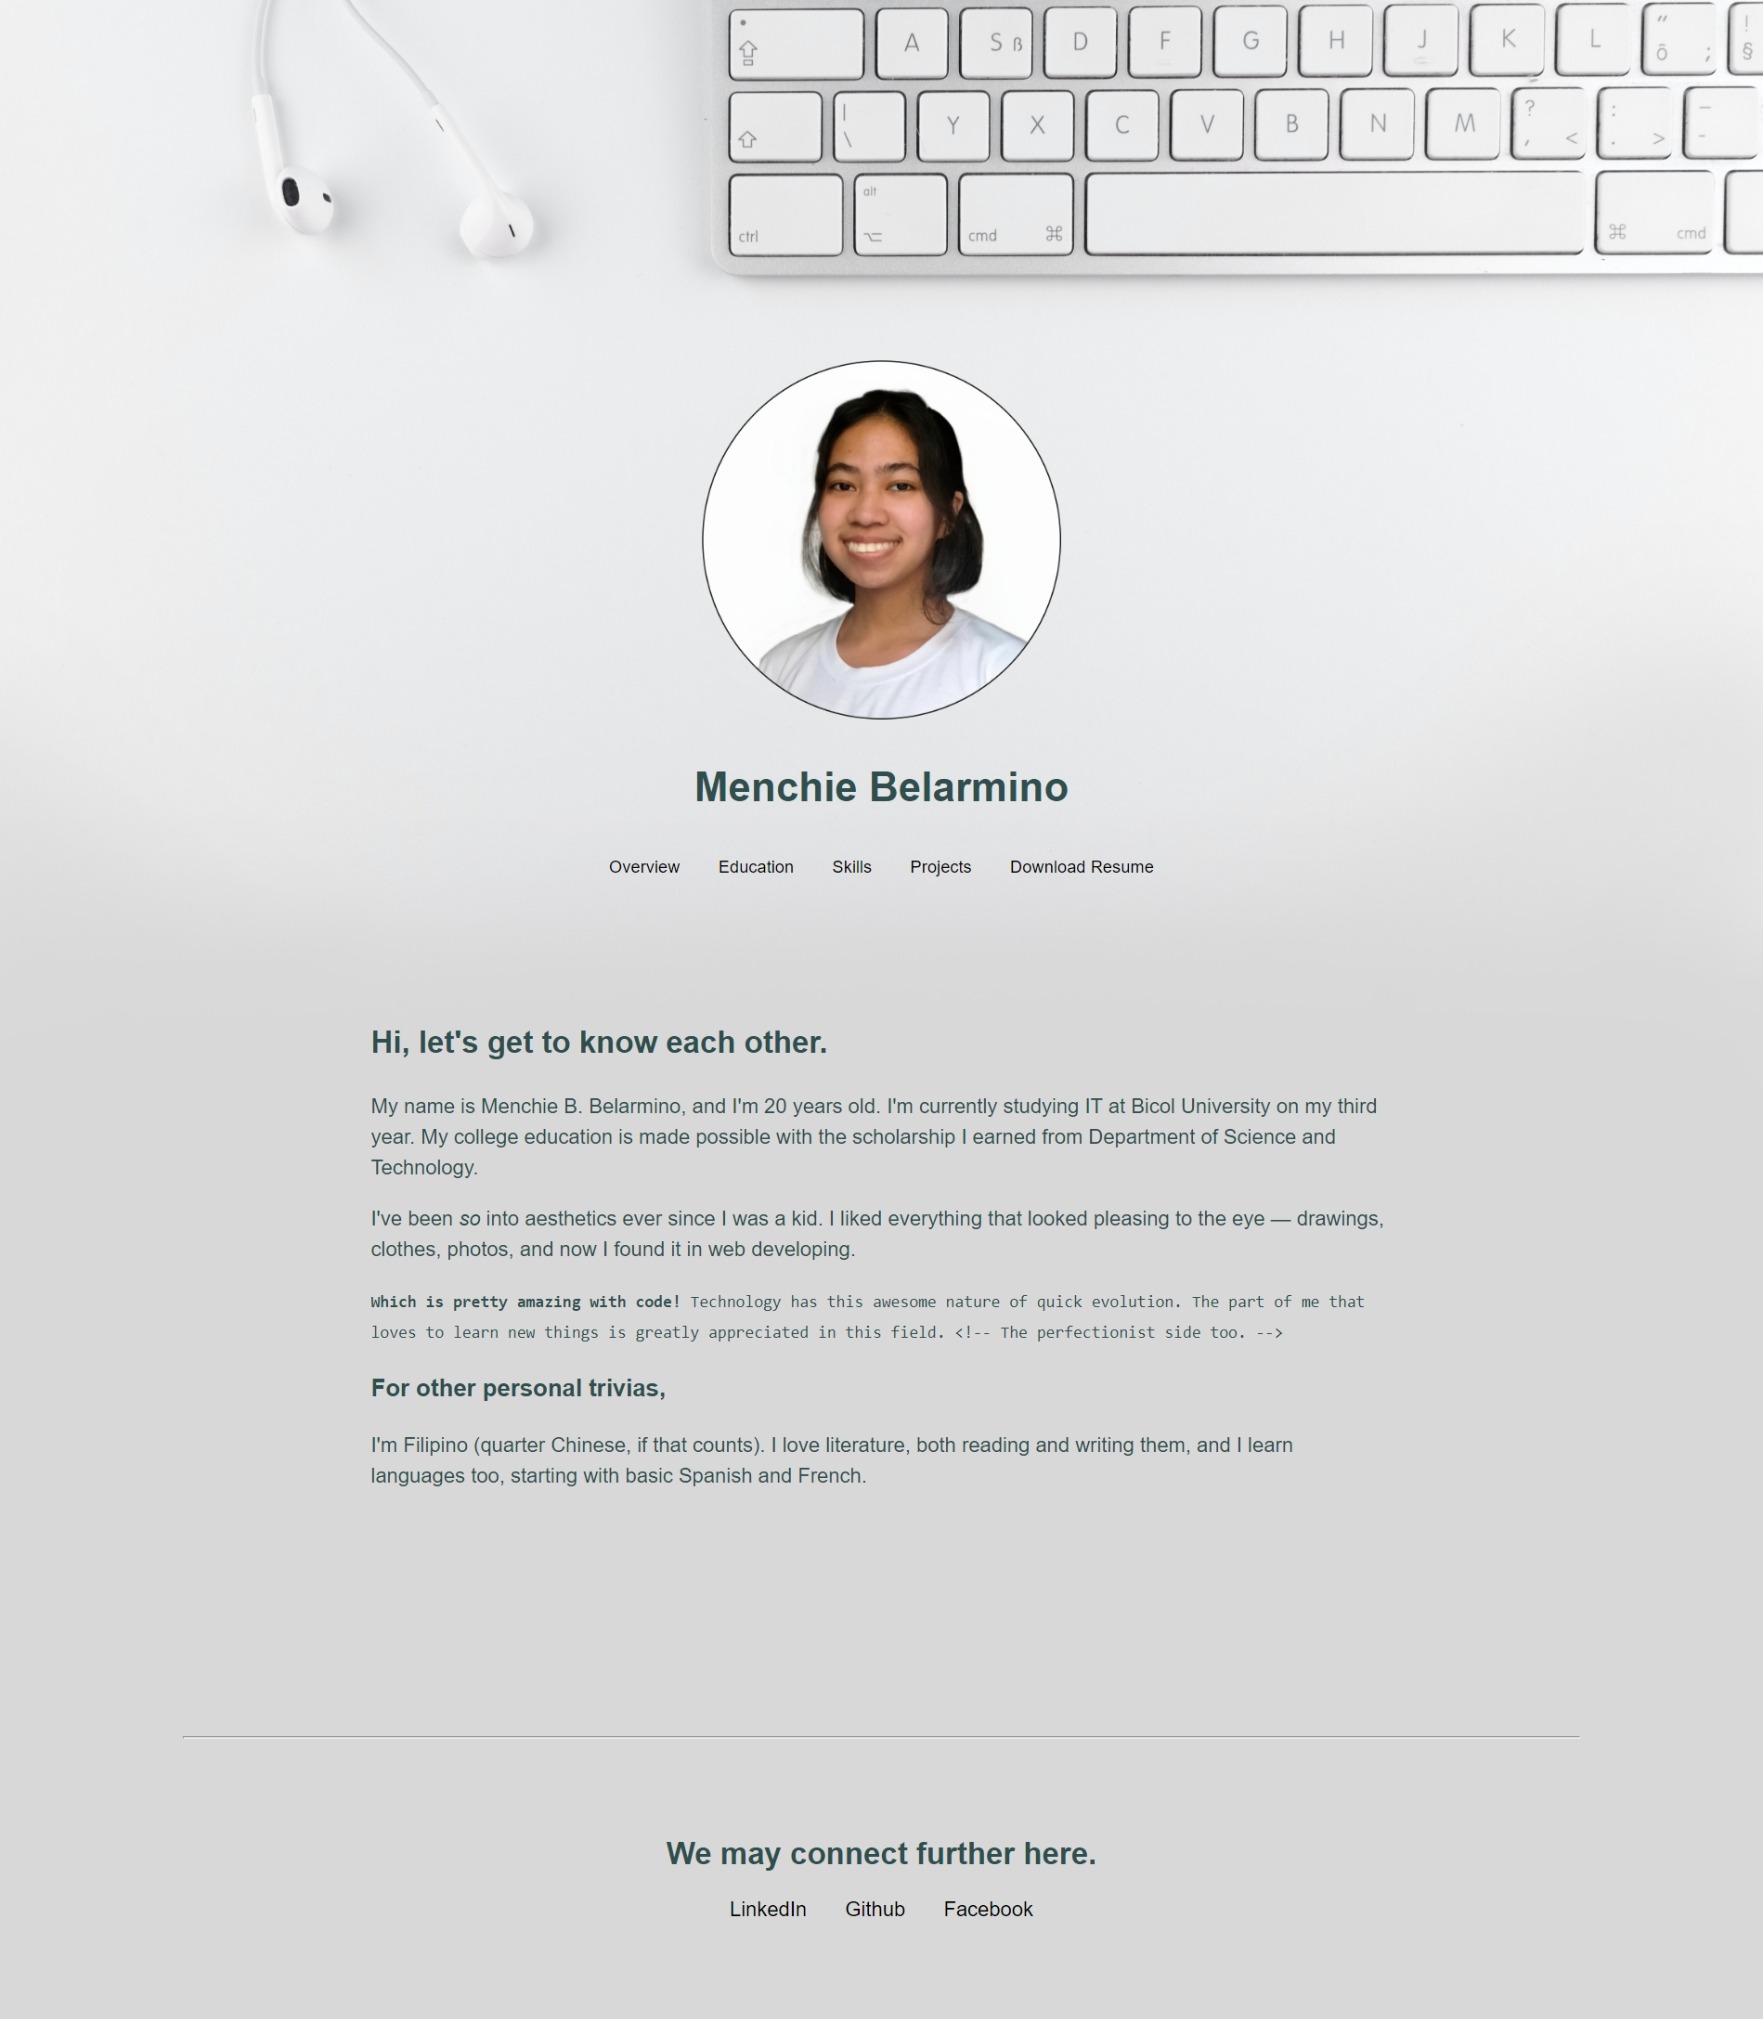 A S ß D F G H J K L “ ô ; ! §
| \ Y X C V B N M ? , < : . > – -
alt
ctrl ⌥ cmd ⌘ ⌘ cmd
Menchie Belarmino
Overview Education Skills Projects Download Resume
Hi, let's get to know each other.
My name is Menchie B. Belarmino, and I'm 20 years old. I'm currently studying IT at Bicol University on my third
year. My college education is made possible with the scholarship I earned from Department of Science and
Technology.
I've been so into aesthetics ever since I was a kid. I liked everything that looked pleasing to the eye — drawings,
clothes, photos, and now I found it in web developing.
Which is pretty amazing with code! Technology has this awesome nature of quick evolution. The part of me that
loves to learn new things is greatly appreciated in this field. <!-- The perfectionist side too. -->
For other personal trivias,
I'm Filipino (quarter Chinese, if that counts). I love literature, both reading and writing them, and I learn
languages too, starting with basic Spanish and French.
We may connect further here.
LinkedIn Github Facebook